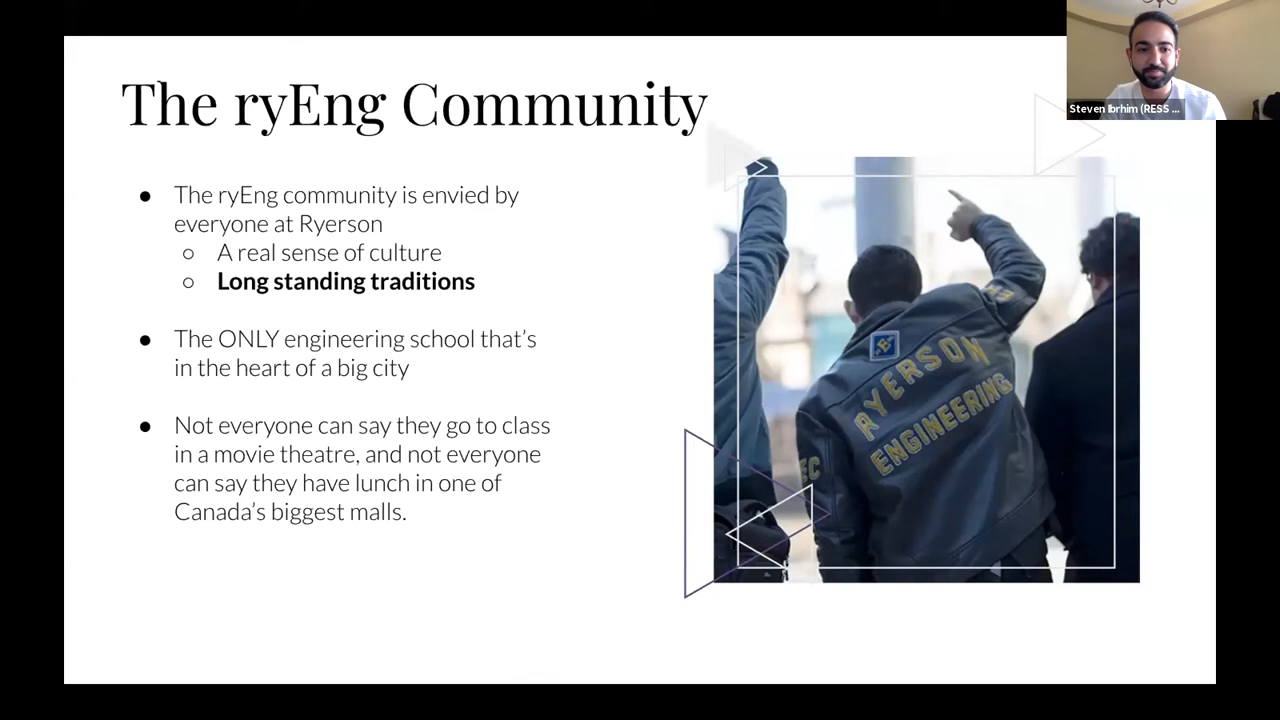 The ryEng Community
Steven Ibrhim (RESS ...
● The ryEng community is envied by
everyone at Ryerson
○ A real sense of culture
○ Long standing traditions
● The ONLY engineering school that's
in the heart of a big city
● Not everyone can say they go to class
in a movie theatre, and not everyone
can say they have lunch in one of
Canada's biggest malls.
B
RYERSON
ENGINEERING
EC